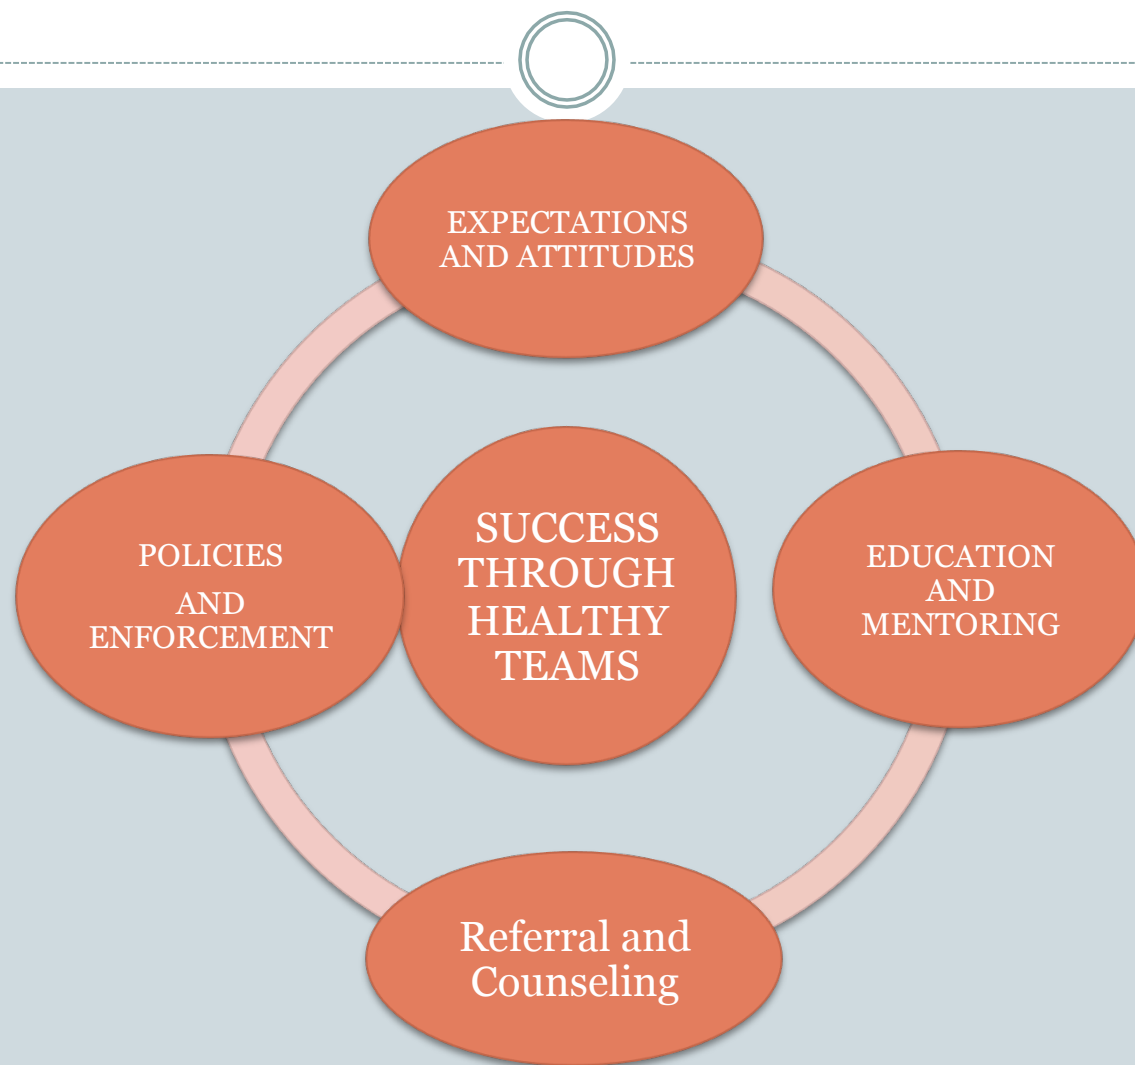 EXPECTATIONS
AND ATTITUDES
POLICIES
AND
ENFORCEMENT
SUCCESS
THROUGH
HEALTHY
TEAMS
EDUCATION
AND
MENTORING
Referral and
Counseling